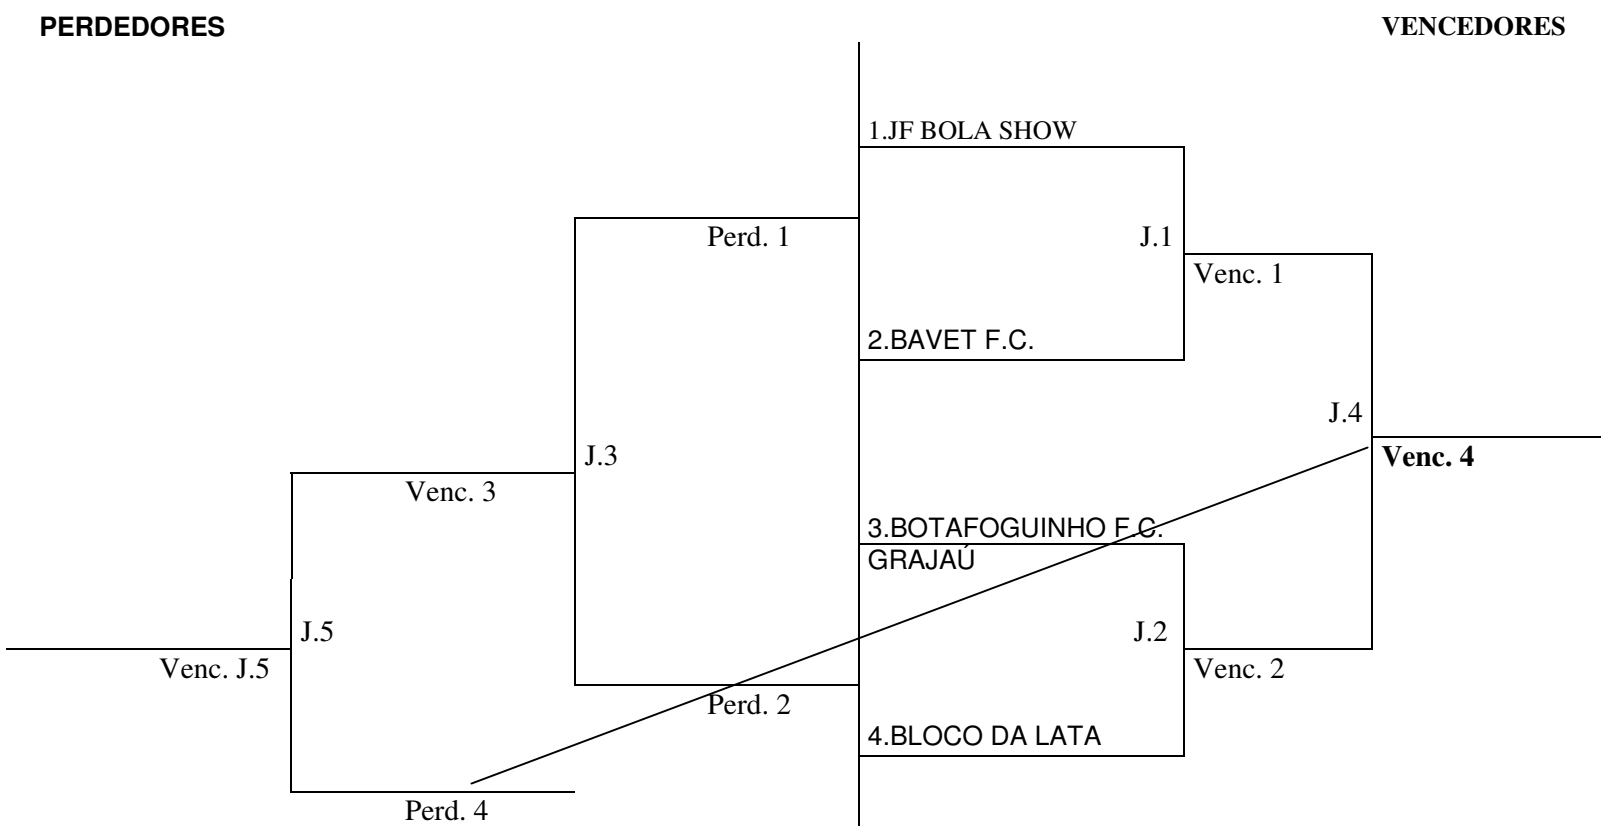 PERDEDORES
VENCEDORES
1.JF BOLA SHOW
Perd. 1
J.1
Venc. 1
2.BAVET F.C.
J.4
Venc. 4
J.3
Venc. 3
3.BOTAFOGUINHO F.C.
GRAJAÚ
J.5
J.2
Venc. J.5
Venc. 2
Perd. 2
4.BLOCO DA LATA
Perd. 4